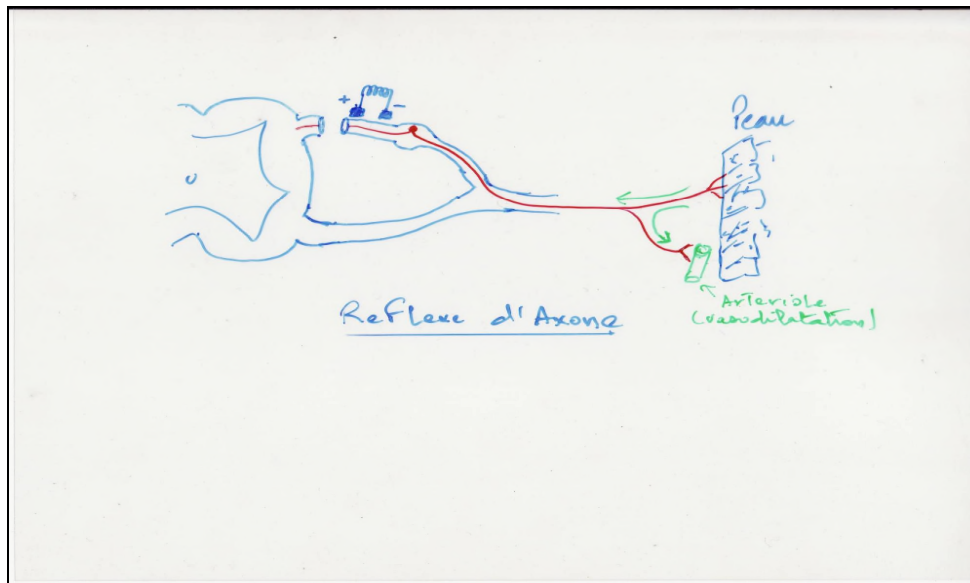 + -
Peau
Arteriole
(vasodilatation)
Reflexe d'Axone